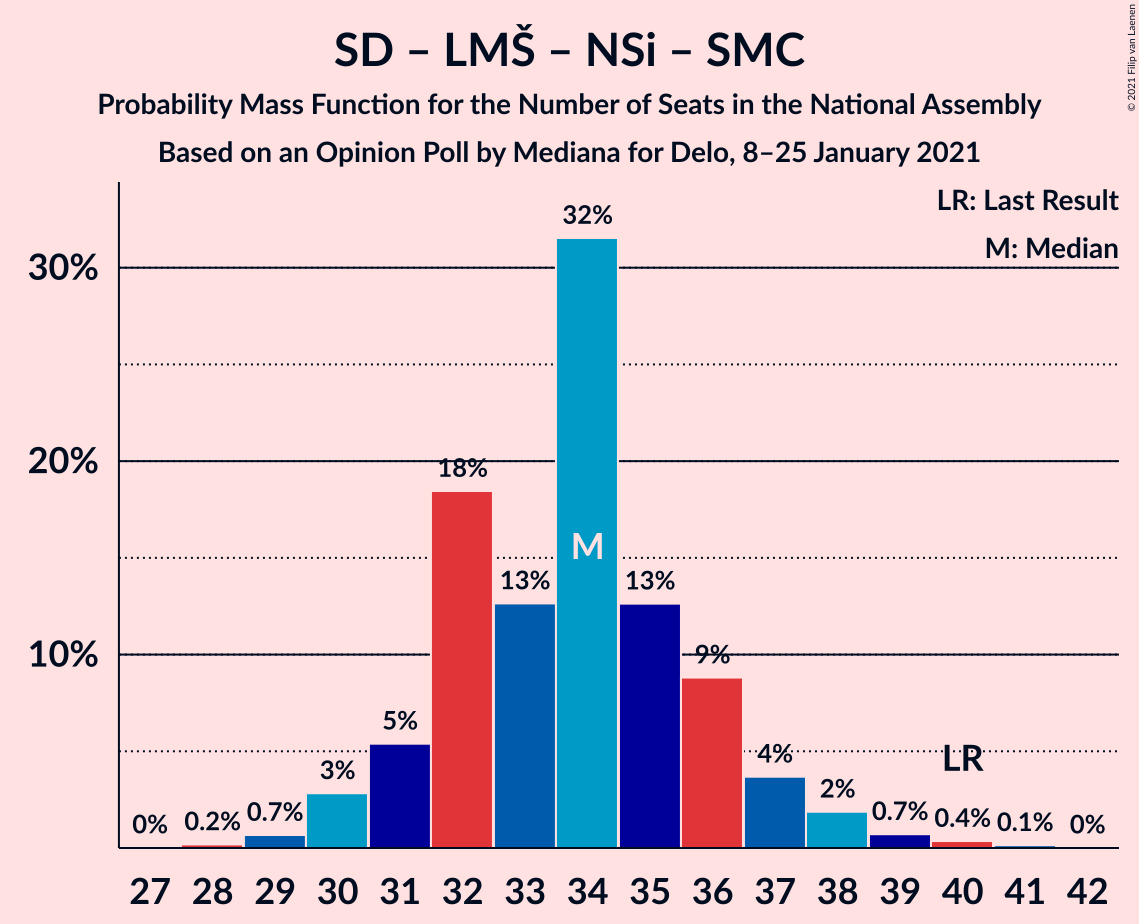 SD – LMŠ – NSi – SMC
Probability Mass Function for the Number of Seats in the National Assembly
Based on an Opinion Poll by Mediana for Delo, 8–25 January 2021
© 2021 Filip van Laenen
LR: Last Result
M: Median
30%
20%
10%
0%
0.2%
0.7%
3%
5%
18%
13%
32%
M
13%
9%
4%
2%
0.7%
LR
0.4%
0.1%
0%
27 28 29 30 31 32 33 34 35 36 37 38 39 40 41 42